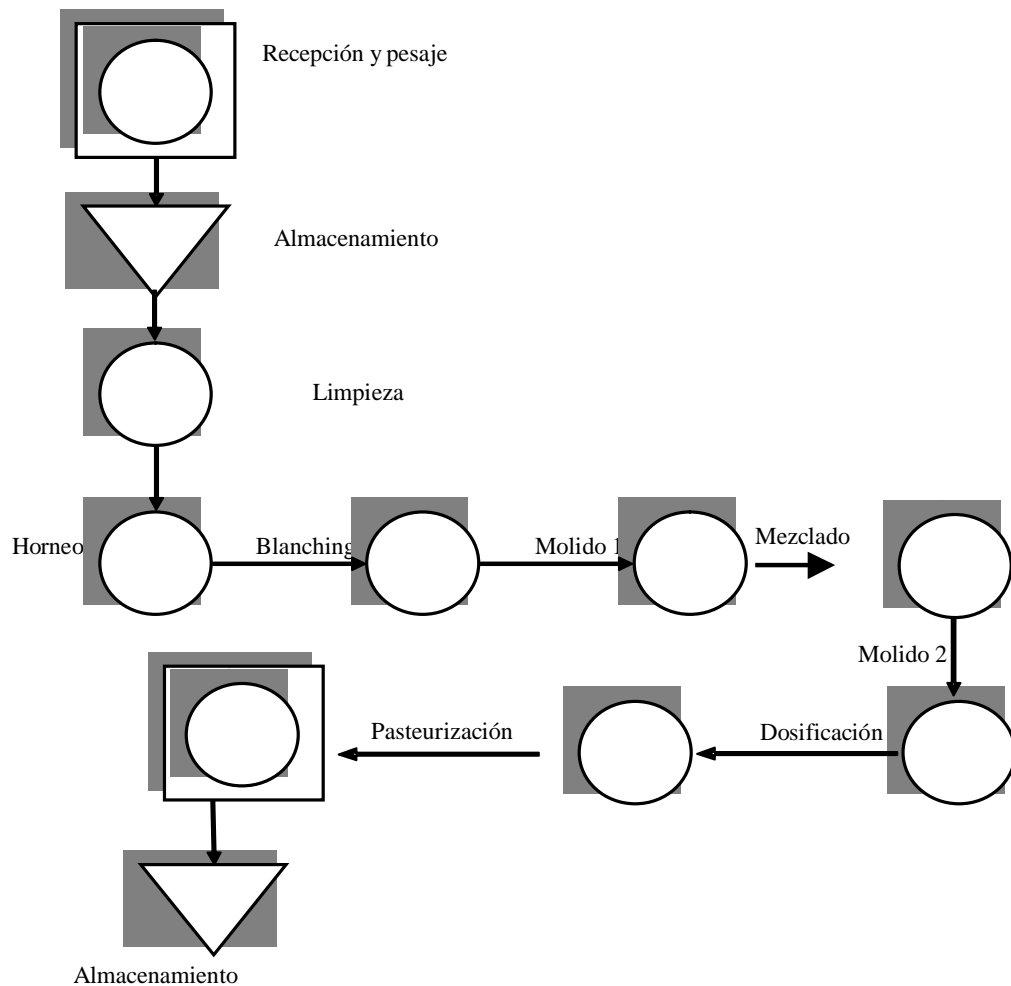 Recepción y pesaje
Almacenamiento
Limpieza
Horneo
Blanching
Molido 1
Mezclado
Molido 2
Dosificación
Pasteurización
Almacenamiento